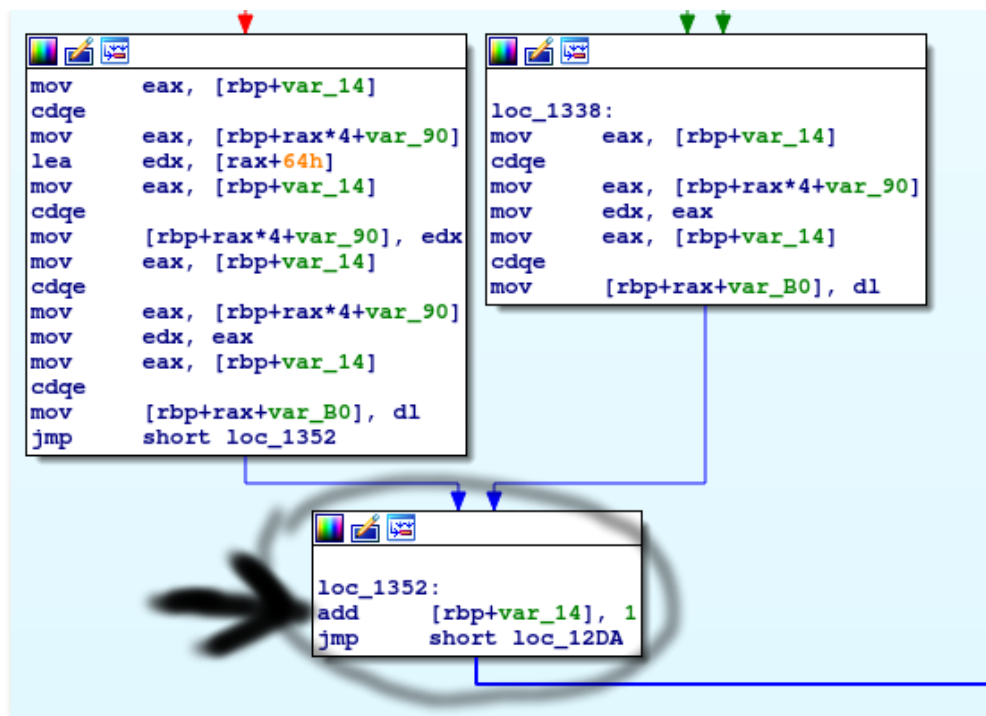 mov eax, [rbp+var_14]
cdqe
mov eax, [rbp+rax*4+var_90]
lea edx, [rax+64h]
mov eax, [rbp+var_14]
cdqe
mov [rbp+rax*4+var_90], edx
mov eax, [rbp+var_14]
cdqe
mov eax, [rbp+rax*4+var_90]
mov edx, eax
mov eax, [rbp+var_14]
cdqe
mov [rbp+rax+var_B0], dl
jmp short loc_1352
loc_1338:
mov eax, [rbp+var_14]
cdqe
mov eax, [rbp+rax*4+var_90]
mov edx, eax
mov eax, [rbp+var_14]
cdqe
mov [rbp+rax+var_B0], dl
loc_1352:
add [rbp+var_14], 1
jmp short loc_12DA